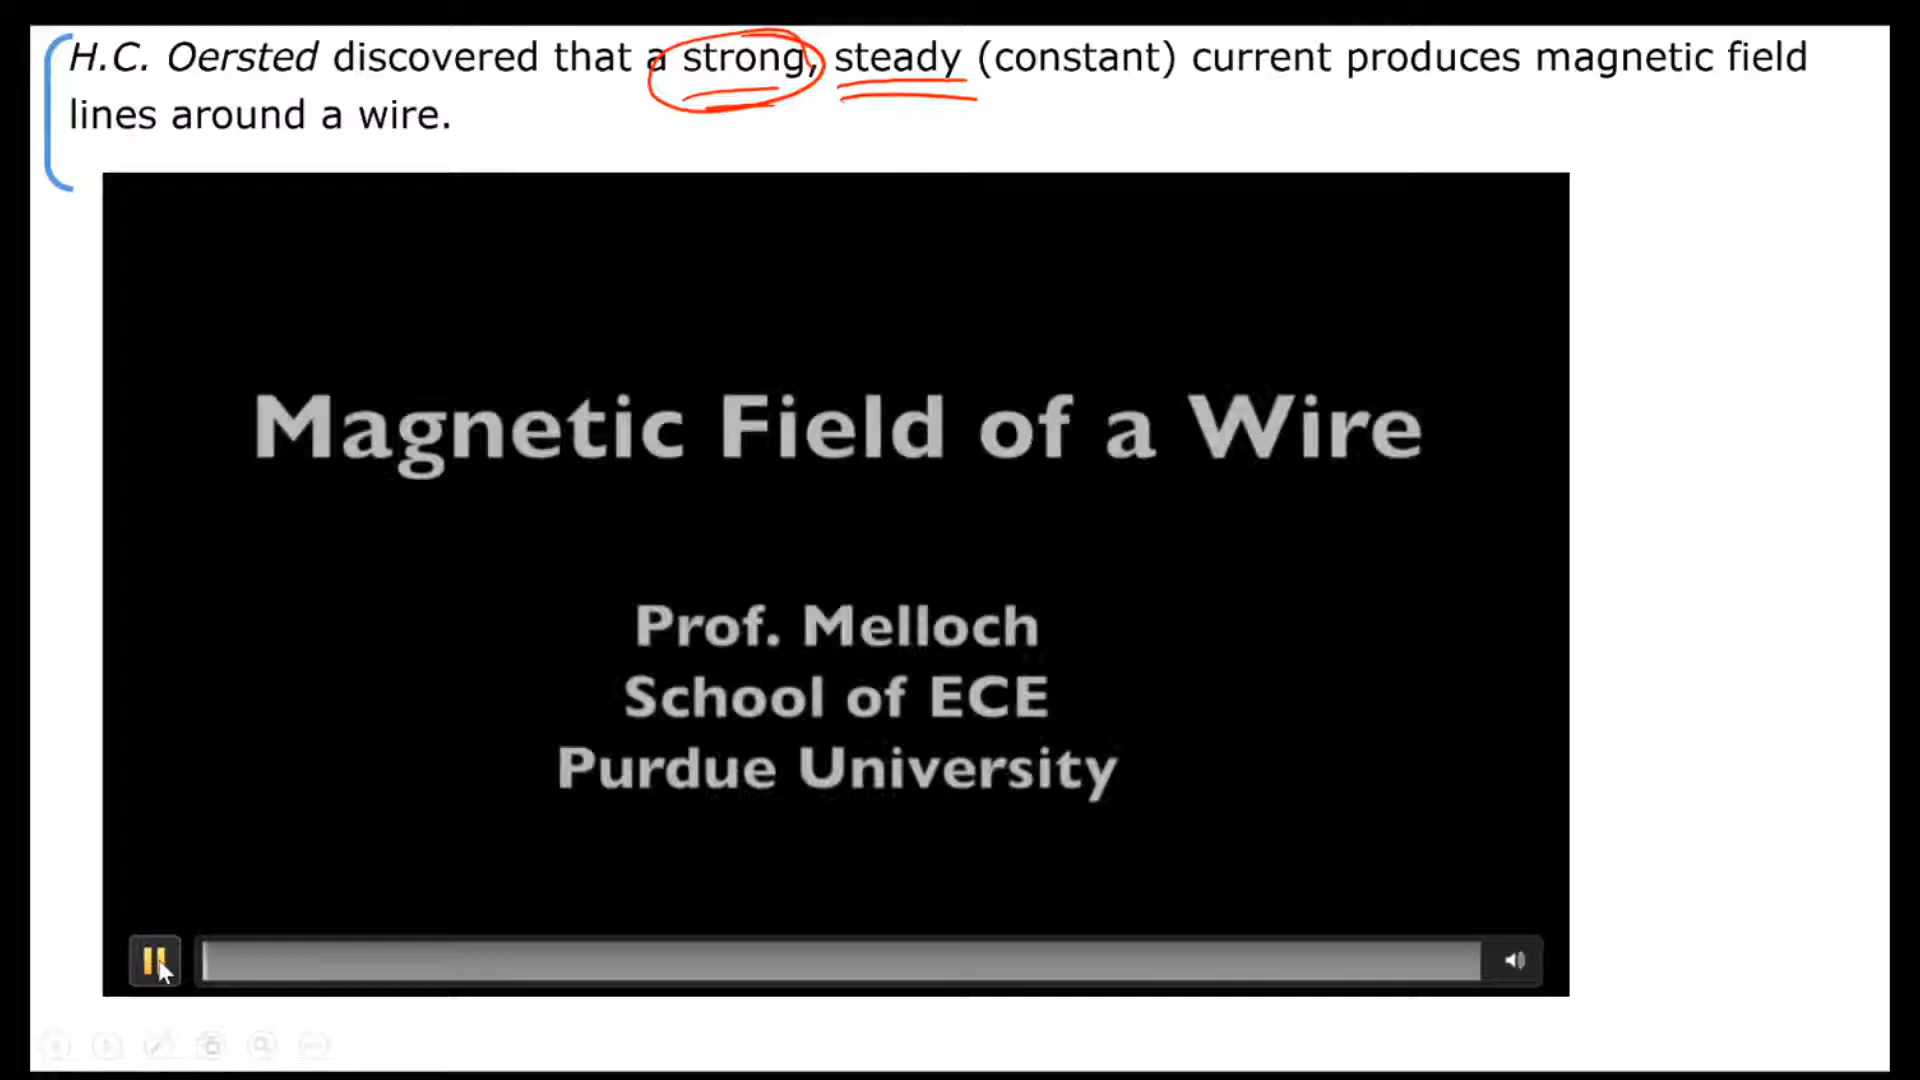 H.C. Oersted discovered that a strong, steady (constant) current produces magnetic field
lines around a wire.
Magnetic Field of a Wire
Prof. Melloch
School of ECE
Purdue University